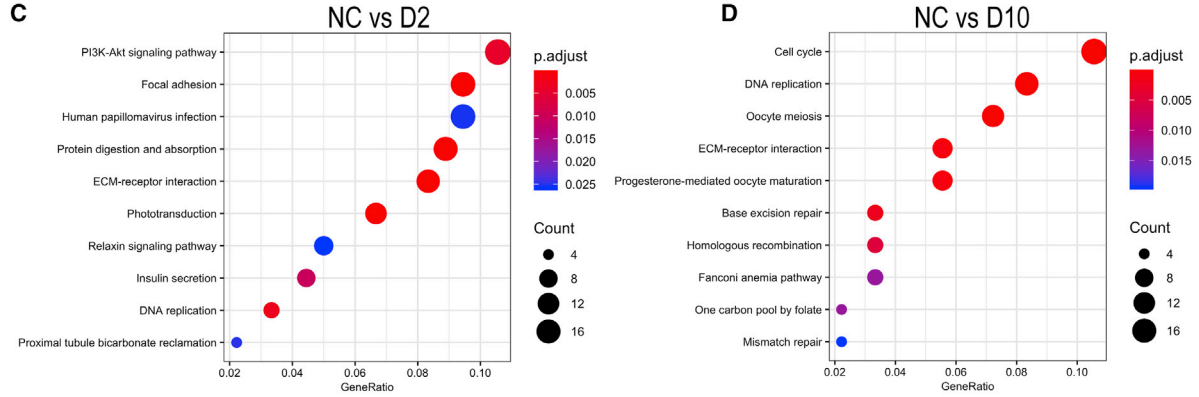 C
NC vs D2
PI3K-Akt signaling pathway
Focal adhesion
Human papillomavirus infection
Protein digestion and absorption
ECM-receptor interaction
Phototransduction
Relaxin signaling pathway
Insulin secretion
DNA replication
Proximal tubule bicarbonate reclamation
0.02 0.04 0.06 0.08 0.10
GeneRatio
p.adjust
0.005
0.010
0.015
0.020
0.025
Count
4
8
12
16
D
NC vs D10
Cell cycle
DNA replication
Oocyte meiosis
ECM-receptor interaction
Progesterone-mediated oocyte maturation
Base excision repair
Homologous recombination
Fanconi anemia pathway
One carbon pool by folate
Mismatch repair
0.02 0.04 0.06 0.08 0.10
GeneRatio
p.adjust
0.005
0.010
0.015
Count
4
8
12
16